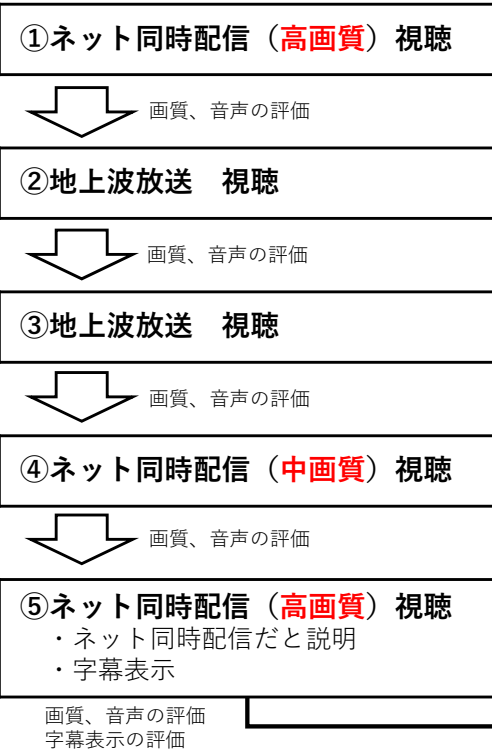 ①ネット同時配信（高画質）視聴
画質、音声の評価
②地上波放送　視聴
画質、音声の評価
③地上波放送　視聴
画質、音声の評価
④ネット同時配信（中画質）視聴
画質、音声の評価
⑤ネット同時配信（高画質）視聴
・ネット同時配信だと説明
・字幕表示
画質、音声の評価
字幕表示の評価